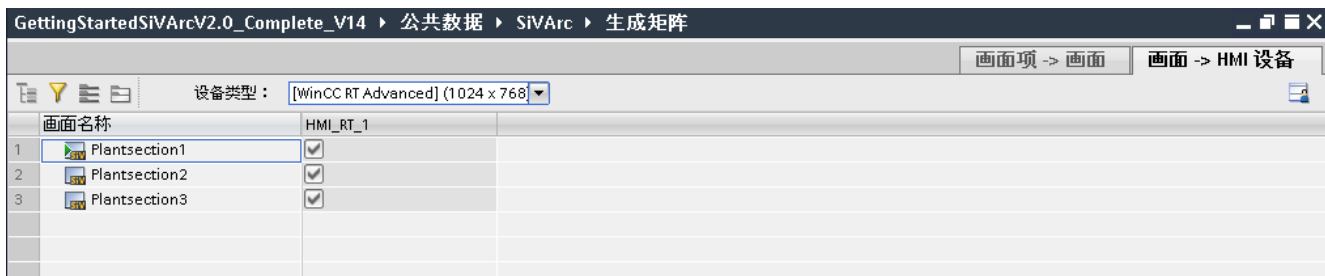 GettingStartedSiVArcV2.0_Complete_V14 ▸ 公共数据 ▸ SiVArc ▸ 生成矩阵
画面项 -> 画面 画面 -> HMI 设备
设备类型： [WinCC RT Advanced] (1024 x 768)
画面名称 HMI_RT_1
1 Plantsection1
2 Plantsection2
3 Plantsection3